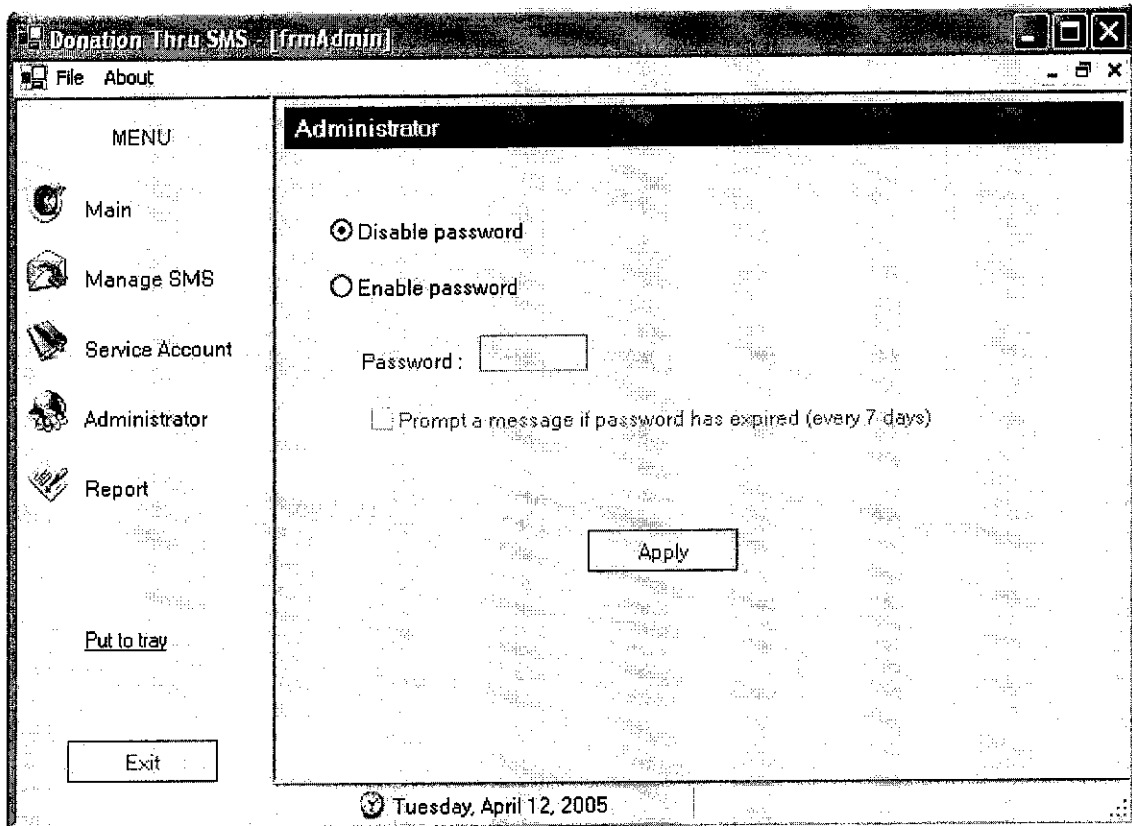 Donation Thru SMS - [frmAdmin]
File About
MENU
Main
Manage SMS
Service Account
Administrator
Report
Put to tray
Exit
Administrator
Disable password
Enable password
Password :
Prompt a message if password has expired (every 7 days)
Apply
Tuesday, April 12, 2005